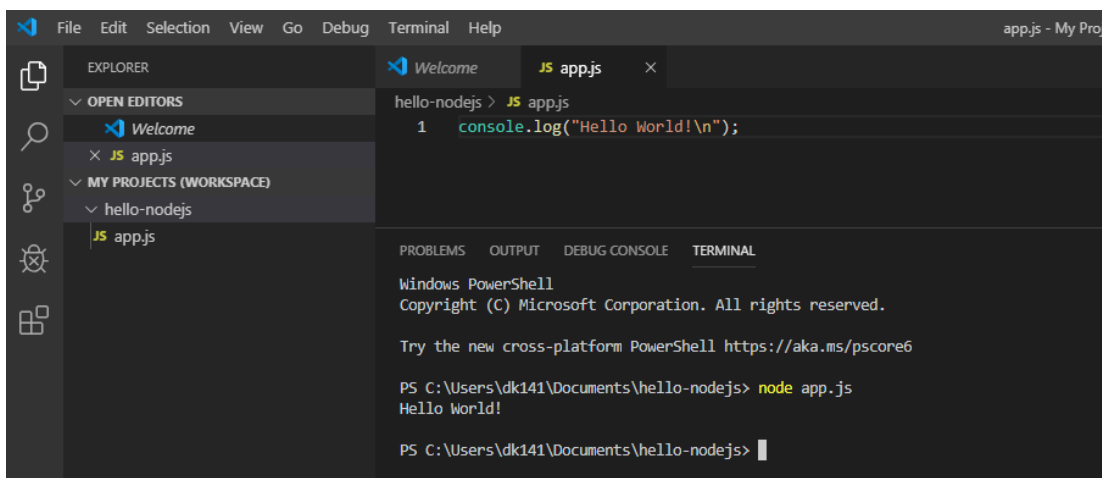 File Edit Selection View Go Debug Terminal Help app.js - My Pro
EXPLORER
OPEN EDITORS
Welcome
JS app.js
MY PROJECTS (WORKSPACE)
hello-nodejs
JS app.js
Welcome JS app.js
hello-nodejs > JS app.js
1 console.log("Hello World!\n");
PROBLEMS OUTPUT DEBUG CONSOLE TERMINAL
Windows PowerShell
Copyright (C) Microsoft Corporation. All rights reserved.
Try the new cross-platform PowerShell https://aka.ms/pscore6
PS C:\Users\dk141\Documents\hello-nodejs> node app.js
Hello World!
PS C:\Users\dk141\Documents\hello-nodejs>